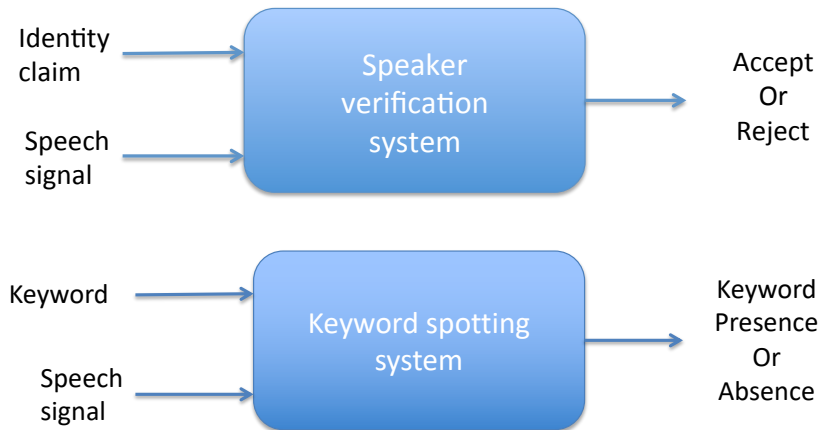 Identity
claim
Speech
signal
Speaker
verification
system
Accept
Or
Reject
Keyword
Speech
signal
Keyword spotting
system
Keyword
Presence
Or
Absence